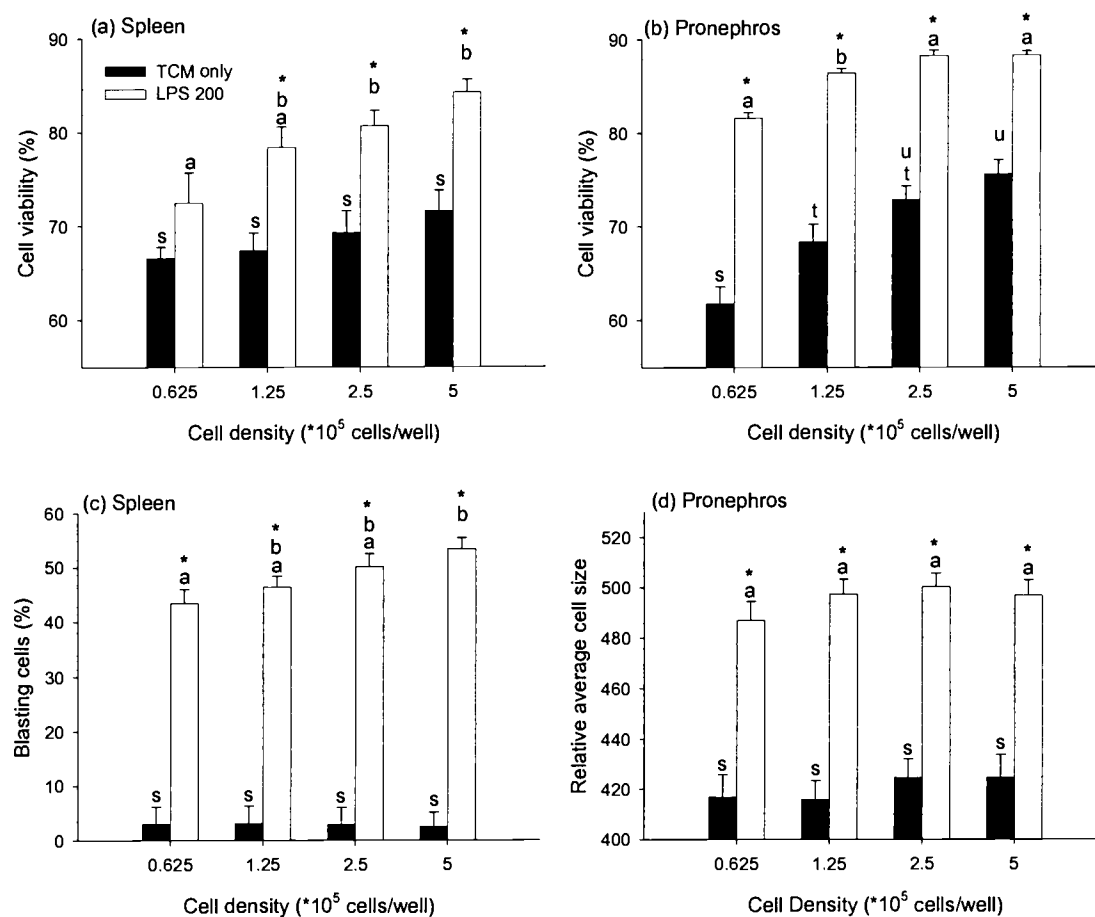 (a) Spleen
90
80
70
60
Cell viability (%)
TCM only
LPS 200
s
a
s
*
b
a
s
*
b
s
*
b
0.625 1.25 2.5 5
Cell density (*10⁵ cells/well)
(b) Pronephros
90
80
70
60
Cell viability (%)
s
*
a
t
*
b
u
t
*
a
u
*
a
0.625 1.25 2.5 5
Cell density (*10⁵ cells/well)
(c) Spleen
60
50
40
30
20
10
0
Blasting cells (%)
s
*
a
s
*
b
a
s
*
b
a
s
*
b
0.625 1.25 2.5 5
Cell density (*10⁵ cells/well)
(d) Pronephros
520
500
480
460
440
420
400
Relative average cell size
s
*
a
s
*
a
s
*
a
s
*
a
0.625 1.25 2.5 5
Cell Density (*10⁵ cells/well)